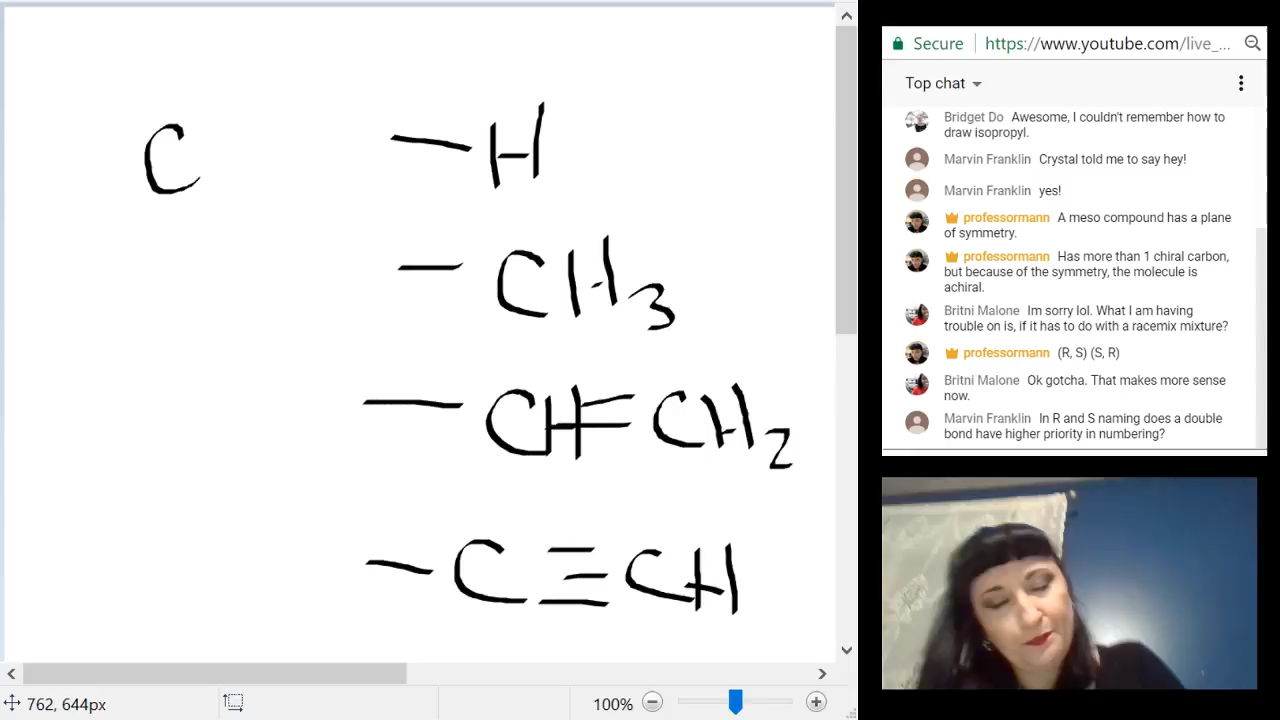 C — H
— CH3
— CH = CH2
— C ≡ CH
762, 644px
100%
Secure https://www.youtube.com/live_...
Top chat
Bridget Do Awesome, I couldn't remember how to
draw isopropyl.
Marvin Franklin Crystal told me to say hey!
Marvin Franklin yes!
professormann A meso compound has a plane
of symmetry.
professormann Has more than 1 chiral carbon,
but because of the symmetry, the molecule is
achiral.
Britni Malone Im sorry lol. What I am having
trouble on is, if it has to do with a racemix mixture?
professormann (R, S) (S, R)
Britni Malone Ok gotcha. That makes more sense
now.
Marvin Franklin In R and S naming does a double
bond have higher priority in numbering?